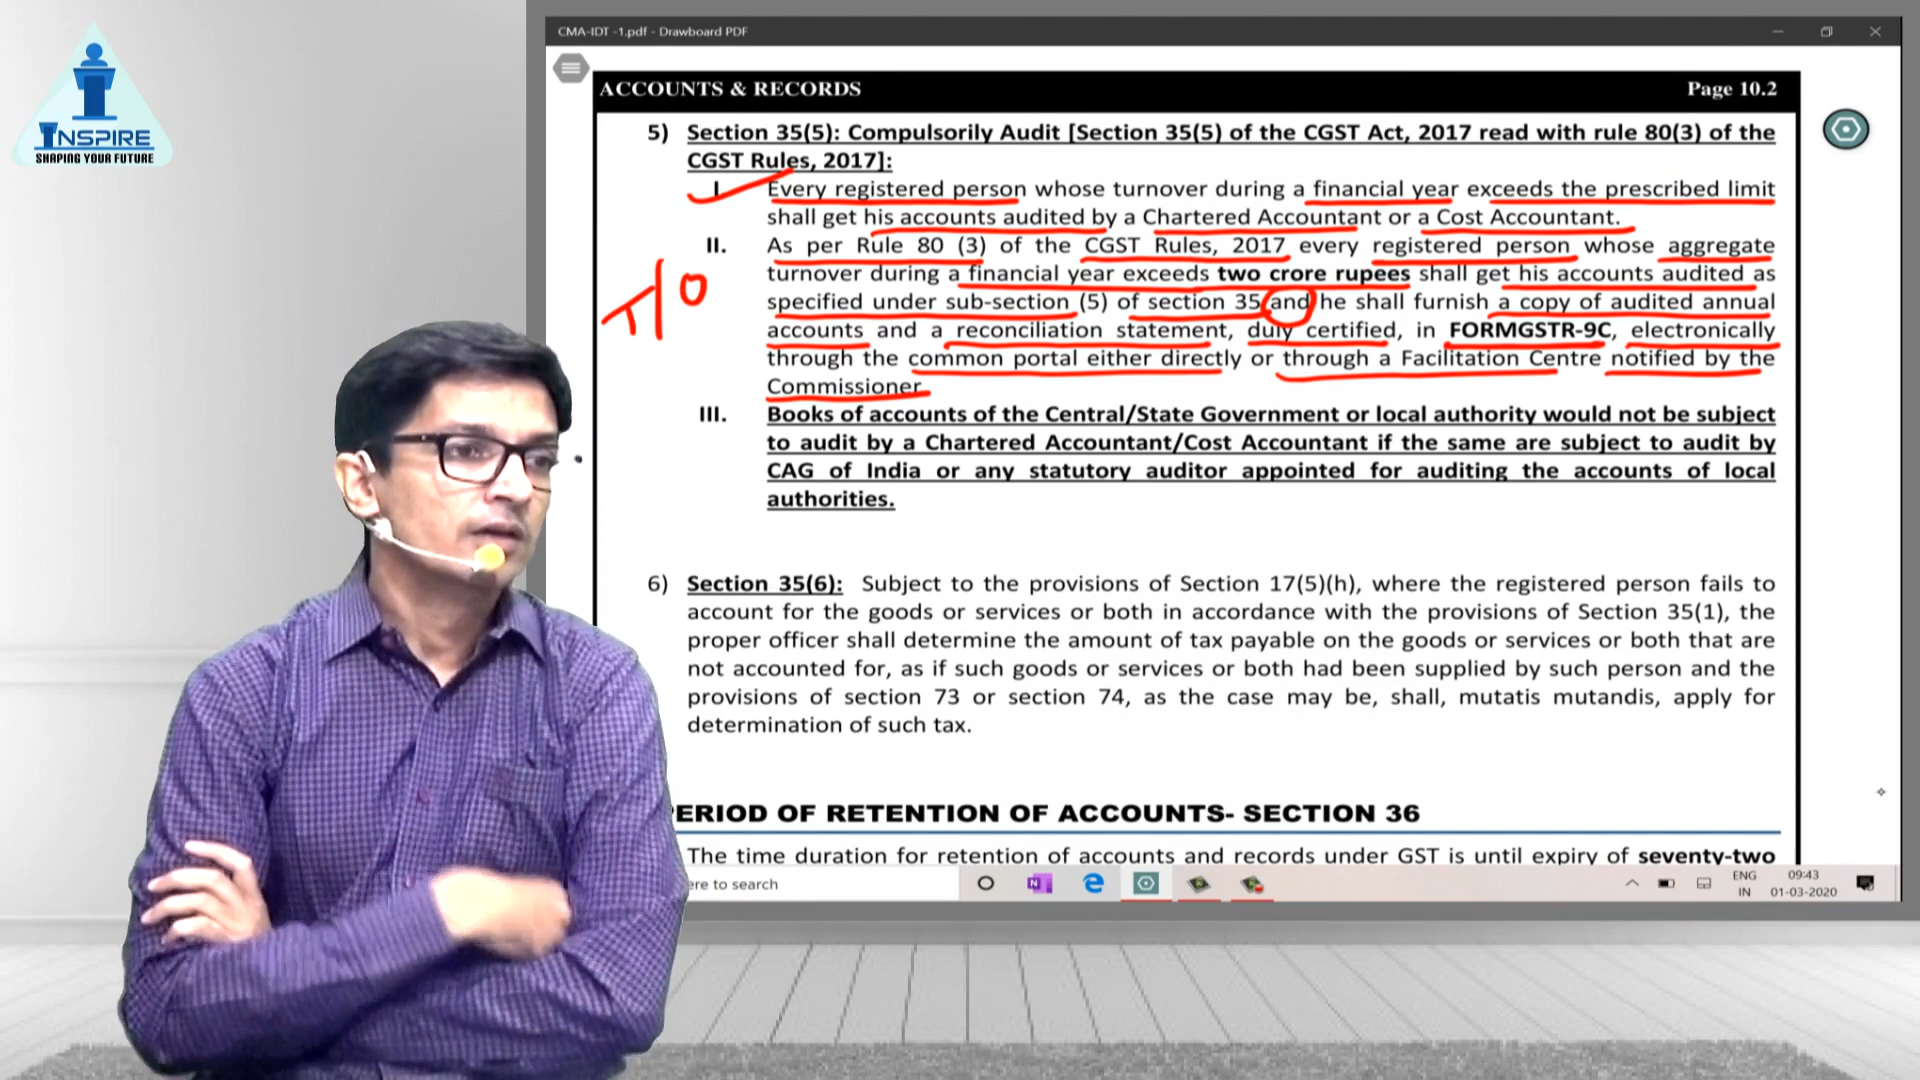 INSPIRE
SHAPING YOUR FUTURE
CMA-IDT -1.pdf - Drawboard PDF
ACCOUNTS & RECORDS Page 10.2
5) Section 35(5): Compulsorily Audit [Section 35(5) of the CGST Act, 2017 read with rule 80(3) of the
CGST Rules, 2017]:
I. Every registered person whose turnover during a financial year exceeds the prescribed limit
shall get his accounts audited by a Chartered Accountant or a Cost Accountant.
II. As per Rule 80 (3) of the CGST Rules, 2017 every registered person whose aggregate
turnover during a financial year exceeds two crore rupees shall get his accounts audited as
specified under sub-section (5) of section 35 and he shall furnish a copy of audited annual
accounts and a reconciliation statement, duly certified, in FORMGSTR-9C, electronically
through the common portal either directly or through a Facilitation Centre notified by the
Commissioner
T/O
III. Books of accounts of the Central/State Government or local authority would not be subject
to audit by a Chartered Accountant/Cost Accountant if the same are subject to audit by
CAG of India or any statutory auditor appointed for auditing the accounts of local
authorities.
6) Section 35(6): Subject to the provisions of Section 17(5)(h), where the registered person fails to
account for the goods or services or both in accordance with the provisions of Section 35(1), the
proper officer shall determine the amount of tax payable on the goods or services or both that are
not accounted for, as if such goods or services or both had been supplied by such person and the
provisions of section 73 or section 74, as the case may be, shall, mutatis mutandis, apply for
determination of such tax.
ERIOD OF RETENTION OF ACCOUNTS- SECTION 36
The time duration for retention of accounts and records under GST is until expiry of seventy-two
ere to search
ENG
IN
09:43
01-03-2020